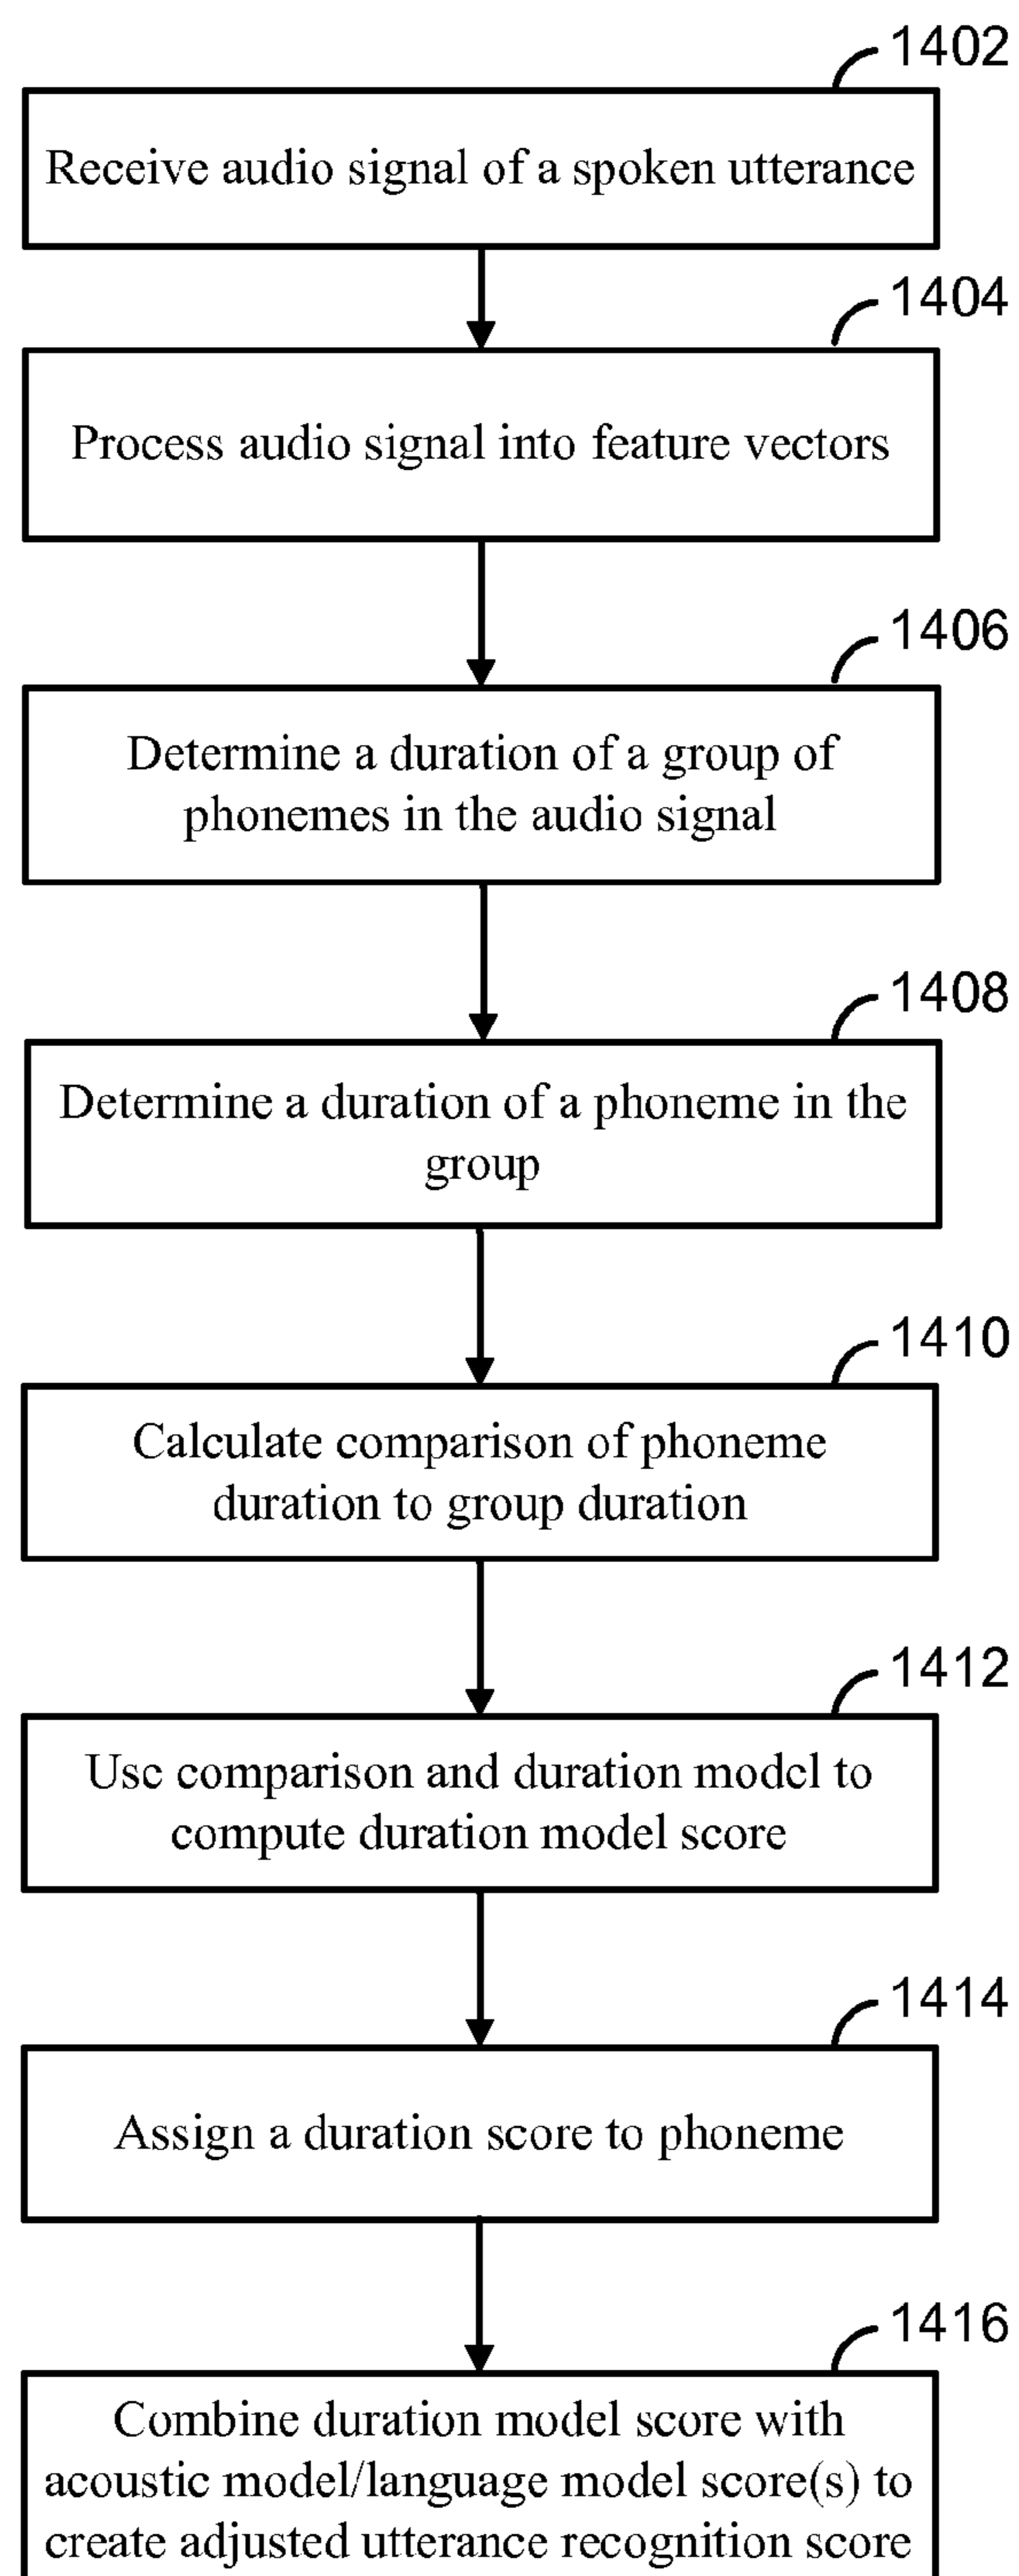 1402
Receive audio signal of a spoken utterance
1404
Process audio signal into feature vectors
1406
Determine a duration of a group of
phonemes in the audio signal
1408
Determine a duration of a phoneme in the
group
1410
Calculate comparison of phoneme
duration to group duration
1412
Use comparison and duration model to
compute duration model score
1414
Assign a duration score to phoneme
1416
Combine duration model score with
acoustic model/language model score(s) to
create adjusted utterance recognition score